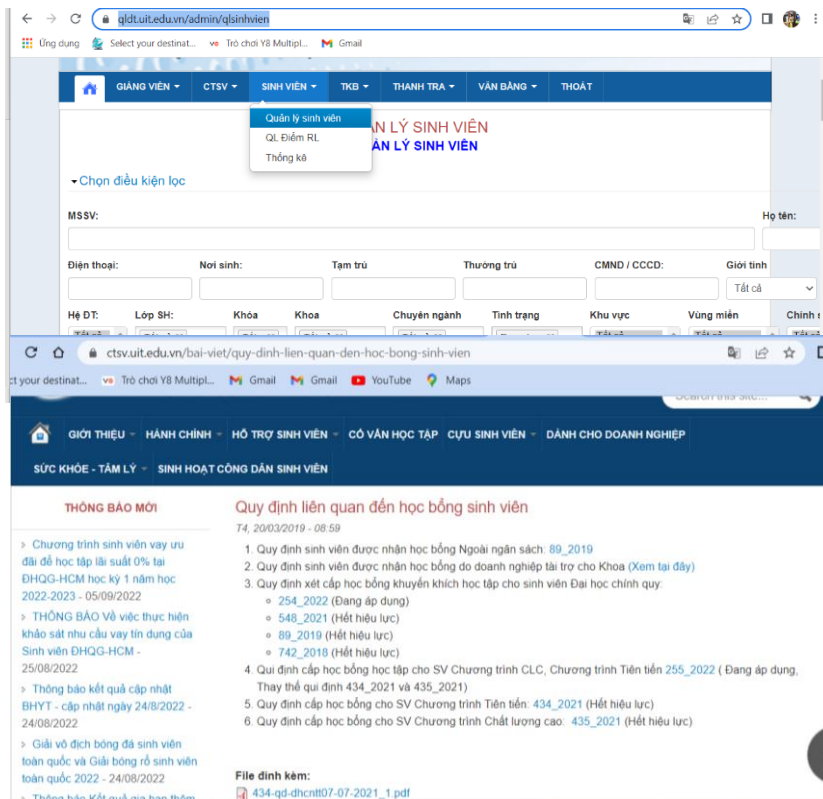 qldt.uit.edu.vn/admin/qlsinhvien
Ứng dụng Select your destinat... Trò chơi Y8 Multipl... Gmail
GIẢNG VIÊN CTSV SINH VIÊN TKB THANH TRA VĂN BẰNG THOÁT
Quản lý sinh viên
QL Điểm RL
Thống kê
LÝ SINH VIÊN
LÝ SINH VIÊN
Chọn điều kiện lọc
MSSV: Họ tên:
Điện thoại: Nơi sinh: Tạm trú Thường trú CMND / CCCD: Giới tính
Tất cả
Hệ ĐT: Lớp SH: Khóa Khoa Chuyên ngành Tình trạng Khu vực Vùng miền Chính
ctsv.uit.edu.vn/bai-viet/quy-dinh-lien-quan-den-hoc-bong-sinh-vien
ct your destinat... Trò chơi Y8 Multipl... Gmail Gmail YouTube Maps
Search this site...
GIỚI THIỆU HÀNH CHÍNH HỖ TRỢ SINH VIÊN CỐ VẤN HỌC TẬP CỰU SINH VIÊN DÀNH CHO DOANH NGHIỆP
SỨC KHỎE - TÂM LÝ SINH HOẠT CÔNG DÂN SINH VIÊN
THÔNG BÁO MỚI
Chương trình sinh viên vay ưu
đãi để học tập lãi suất 0% tại
ĐHQG-HCM học kỳ 1 năm học
2022-2023 - 05/09/2022
THÔNG BÁO Về việc thực hiện
khảo sát nhu cầu vay tín dụng của
Sinh viên ĐHQG-HCM -
25/08/2022
Thông báo kết quả cập nhật
BHYT - cập nhật ngày 24/8/2022 -
24/08/2022
Giải vô địch bóng đá sinh viên
toàn quốc và Giải bóng rổ sinh viên
toàn quốc 2022 - 24/08/2022
Thông báo Kết quả gia hạn thêm
Quy định liên quan đến học bổng sinh viên
T4, 20/03/2019 - 08:59
1. Quy định sinh viên được nhận học bổng Ngoài ngân sách: 89_2019
2. Quy định sinh viên được nhận học bổng do doanh nghiệp tài trợ cho Khoa (Xem tại đây)
3. Quy định xét cấp học bổng khuyến khích học tập cho sinh viên Đại học chính quy:
254_2022 (Đang áp dụng)
548_2021 (Hết hiệu lực)
89_2019 (Hết hiệu lực)
742_2018 (Hết hiệu lực)
4. Qui định cấp học bổng học tập cho SV Chương trình CLC, Chương trình Tiên tiến 255_2022 ( Đang áp dụng,
Thay thế qui định 434_2021 và 435_2021)
5. Quy định cấp học bổng cho SV Chương trình Tiên tiến: 434_2021 (Hết hiệu lực)
6. Quy định cấp học bổng cho SV Chương trình Chất lượng cao: 435_2021 (Hết hiệu lực)
File đính kèm:
434-qd-dhcntt07-07-2021_1.pdf